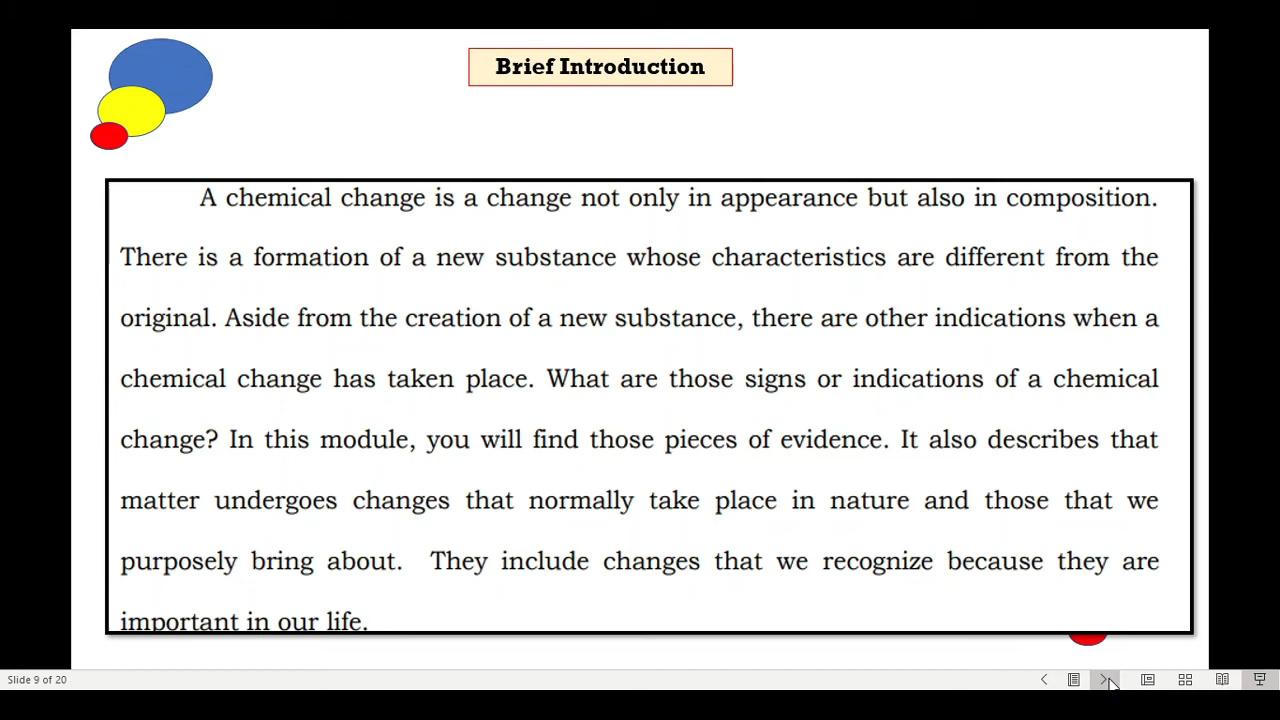 Brief Introduction
A chemical change is a change not only in appearance but also in composition.
There is a formation of a new substance whose characteristics are different from the
original. Aside from the creation of a new substance, there are other indications when a
chemical change has taken place. What are those signs or indications of a chemical
change? In this module, you will find those pieces of evidence. It also describes that
matter undergoes changes that normally take place in nature and those that we
purposely bring about. They include changes that we recognize because they are
important in our life.
Slide 9 of 20